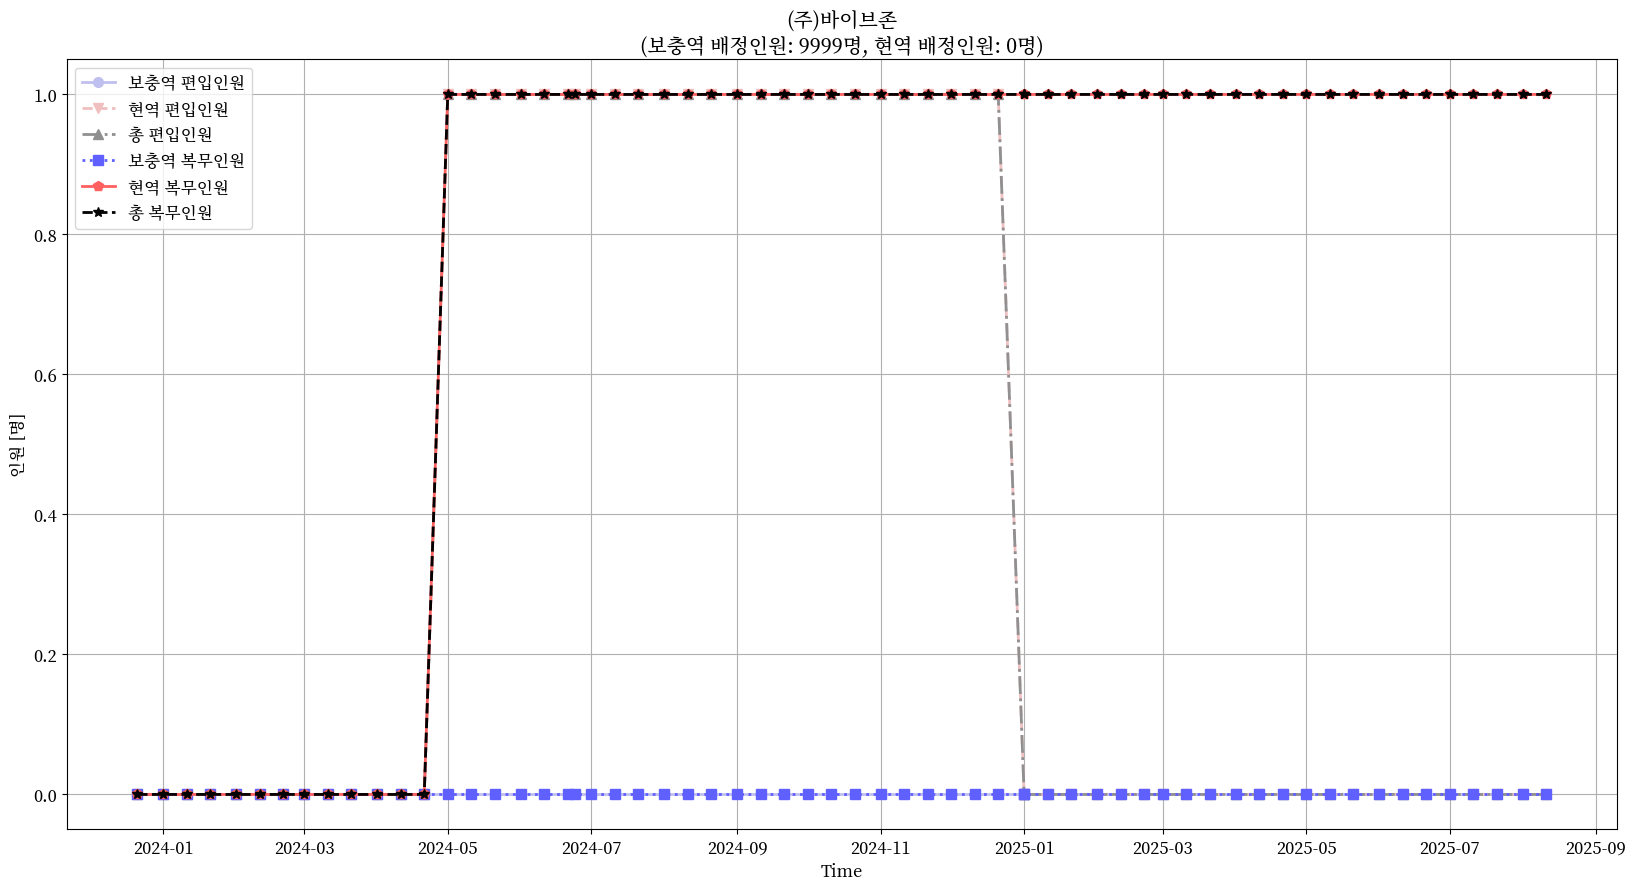 (주)바이브존
(보충역 배정인원: 9999명, 현역 배정인원: 0명)
보충역 편입인원
현역 편입인원
총 편입인원
보충역 복무인원
현역 복무인원
총 복무인원
인원 [명]
1.0
0.8
0.6
0.4
0.2
0.0
2024-01 2024-03 2024-05 2024-07 2024-09 2024-11 2025-01 2025-03 2025-05 2025-07 2025-09
Time